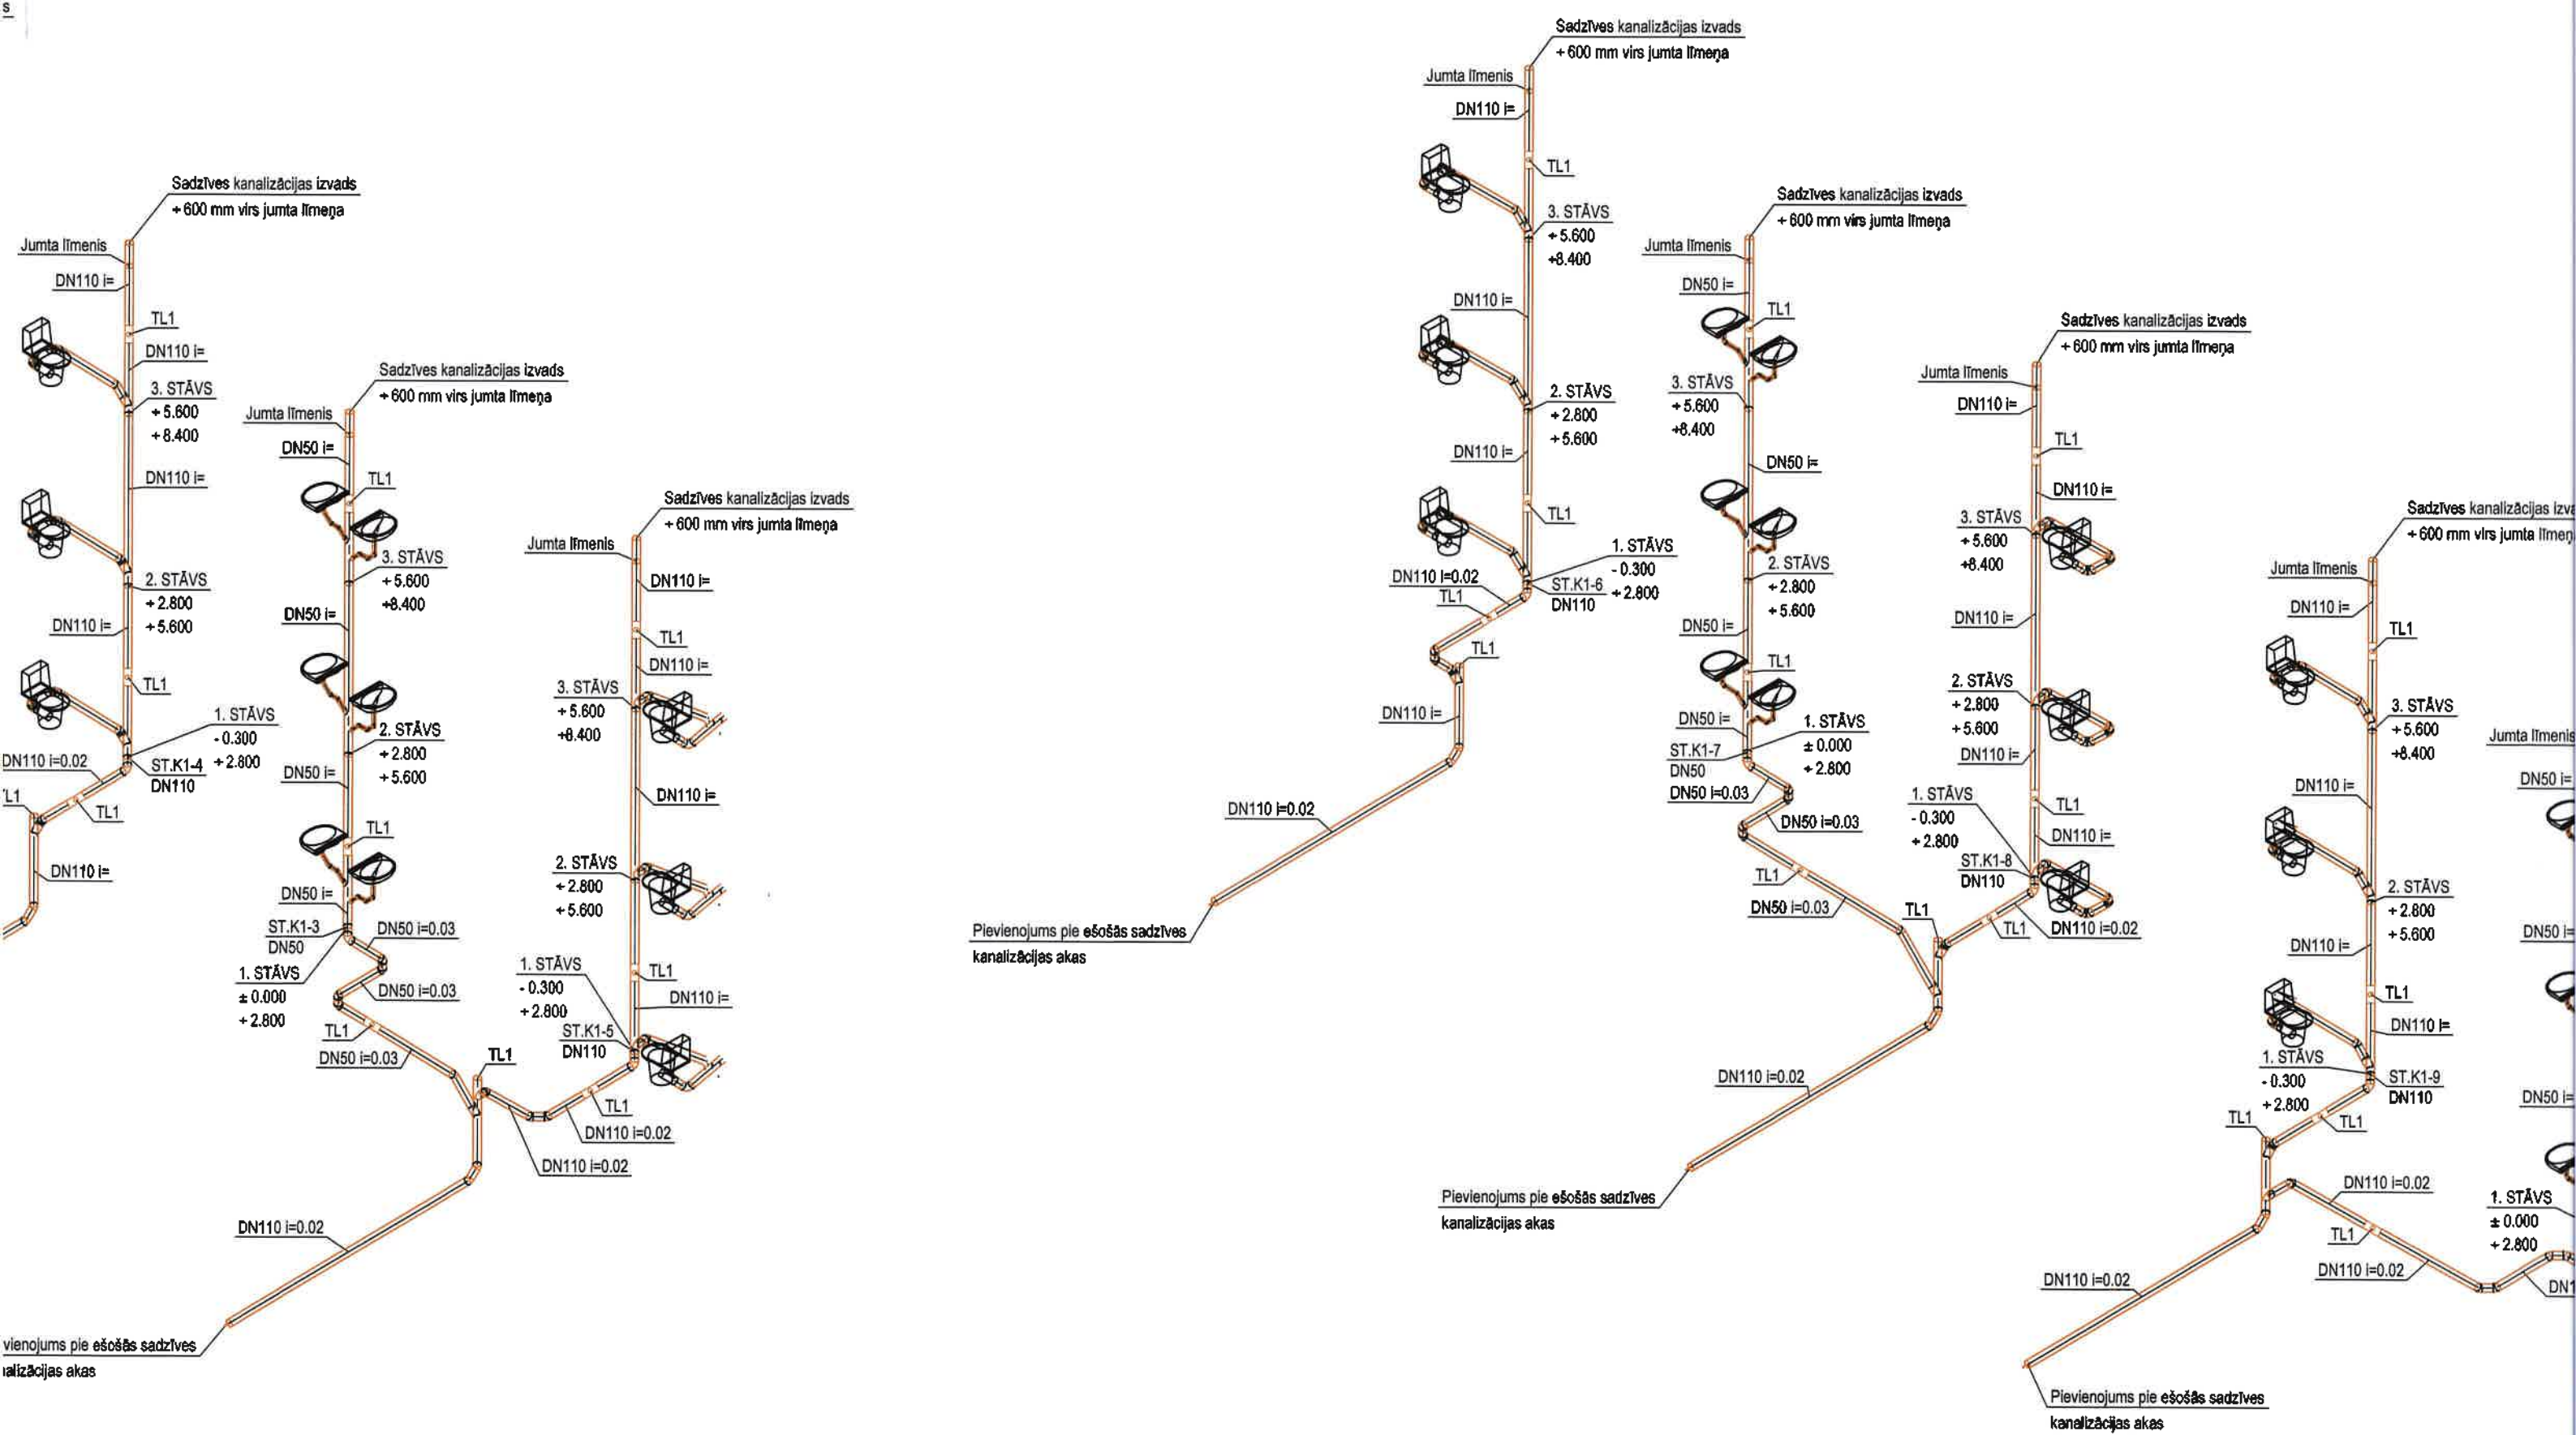 s
Sadzīves kanalizācijas izvads
+ 600 mm virs jumta līmeņa
Jumta līmenis
DN110 i=
TL1
DN110 i=
3. STĀVS
+ 5.600
+ 8.400
DN110 i=
2. STĀVS
+ 2.800
+ 5.600
DN110 i=
TL1
1. STĀVS
- 0.300
+ 2.800
DN110 i=0.02
ST.K1-4
DN110
TL1
DN110 i=
Sadzīves kanalizācijas izvads
+ 600 mm virs jumta līmeņa
Jumta līmenis
DN50 i=
TL1
3. STĀVS
+ 5.600
+8.400
DN50 i=
2. STĀVS
+ 2.800
+ 5.600
DN50 i=
TL1
DN50 i=
ST.K1-3
DN50
DN50 i=0.03
1. STĀVS
± 0.000
+ 2.800
DN50 i=0.03
TL1
DN50 i=0.03
TL1
Sadzīves kanalizācijas izvads
+ 600 mm virs jumta līmeņa
Jumta līmenis
DN110 i=
TL1
DN110 i=
3. STĀVS
+ 5.600
+8.400
DN110 i=
2. STĀVS
+ 2.800
+ 5.600
TL1
1. STĀVS
- 0.300
+ 2.800
DN110 i=
ST.K1-5
DN110
TL1
DN110 i=0.02
DN110 i=0.02
DN110 i=0.02
vienojums pie ešošās sadzīves
nalizācijas akas
Sadzīves kanalizācijas izvads
+ 600 mm virs jumta līmeņa
Jumta līmenis
DN110 i=
TL1
3. STĀVS
+ 5.600
+8.400
DN110 i=
2. STĀVS
+ 2.800
+ 5.600
DN110 i=
TL1
1. STĀVS
- 0.300
+ 2.800
DN110 i=0.02
ST.K1-6
DN110
TL1
TL1
DN110 i=
DN110 i=0.02
Pievienojums pie ešošās sadzīves
kanalizācijas akas
Sadzīves kanalizācijas izvads
+ 600 mm virs jumta līmeņa
Jumta līmenis
DN50 i=
TL1
3. STĀVS
+ 5.600
+8.400
DN50 i=
2. STĀVS
+ 2.800
+ 5.600
DN50 i=
TL1
DN50 i=
1. STĀVS
± 0.000
+ 2.800
ST.K1-7
DN50
DN50 i=0.03
DN50 i=0.03
TL1
DN50 i=0.03
TL1
Sadzīves kanalizācijas izvads
+ 600 mm virs jumta līmeņa
Jumta līmenis
DN110 i=
TL1
DN110 i=
3. STĀVS
+ 5.600
+8.400
DN110 i=
2. STĀVS
+ 2.800
+ 5.600
DN110 i=
TL1
1. STĀVS
- 0.300
+ 2.800
DN110 i=
ST.K1-8
DN110
TL1
DN110 i=0.02
DN110 i=0.02
Pievienojums pie ešošās sadzīves
kanalizācijas akas
Sadzīves kanalizācijas izva
+ 600 mm virs jumta līmeņ
Jumta līmenis
DN110 i=
TL1
3. STĀVS
+ 5.600
+8.400
DN110 i=
2. STĀVS
+ 2.800
+ 5.600
DN110 i=
TL1
DN110 i=
1. STĀVS
- 0.300
+ 2.800
ST.K1-9
DN110
TL1
TL1
DN110 i=0.02
TL1
DN110 i=0.02
DN110 i=0.02
Pievienojums pie ešošās sadzīves
kanalizācijas akas
Jumta līmenis
DN50 i=
DN50 i=
DN50 i=
1. STĀVS
± 0.000
+ 2.800
DN1